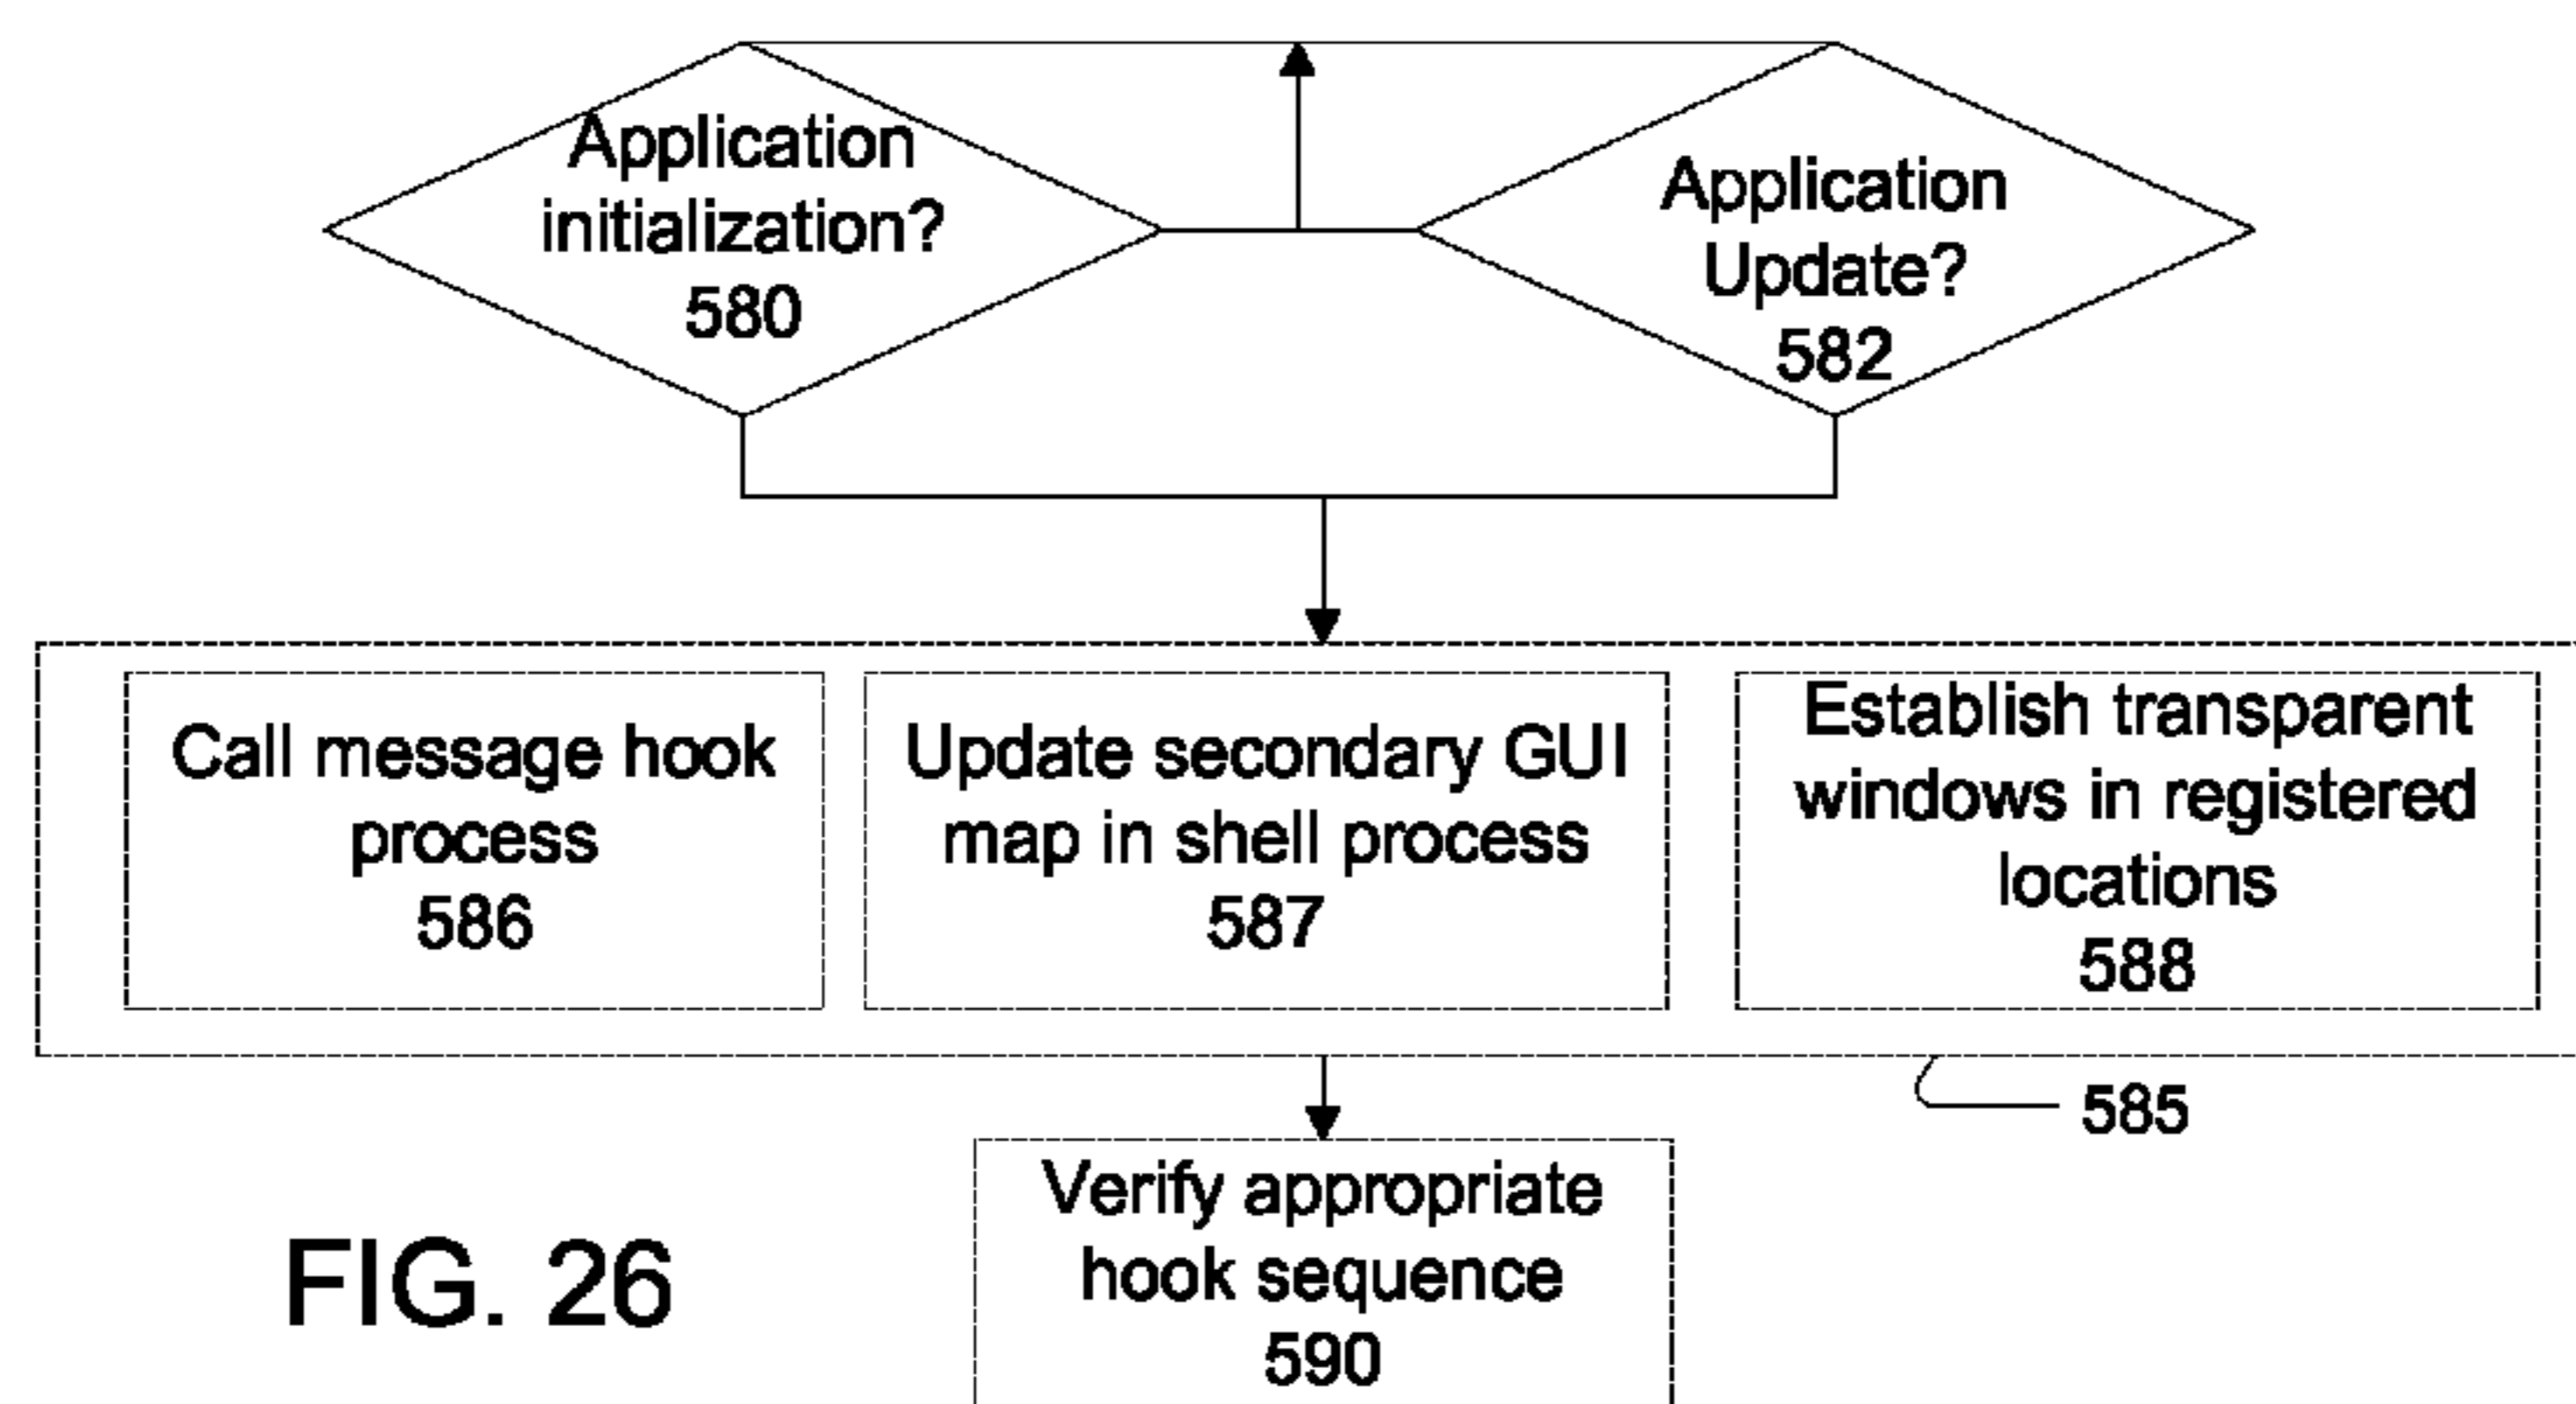 Application
initialization?
580
Application
Update?
582
Call message hook
process
586
Update secondary GUI
map in shell process
587
Establish transparent
windows in registered
locations
588
585
Verify appropriate
hook sequence
590
FIG. 26